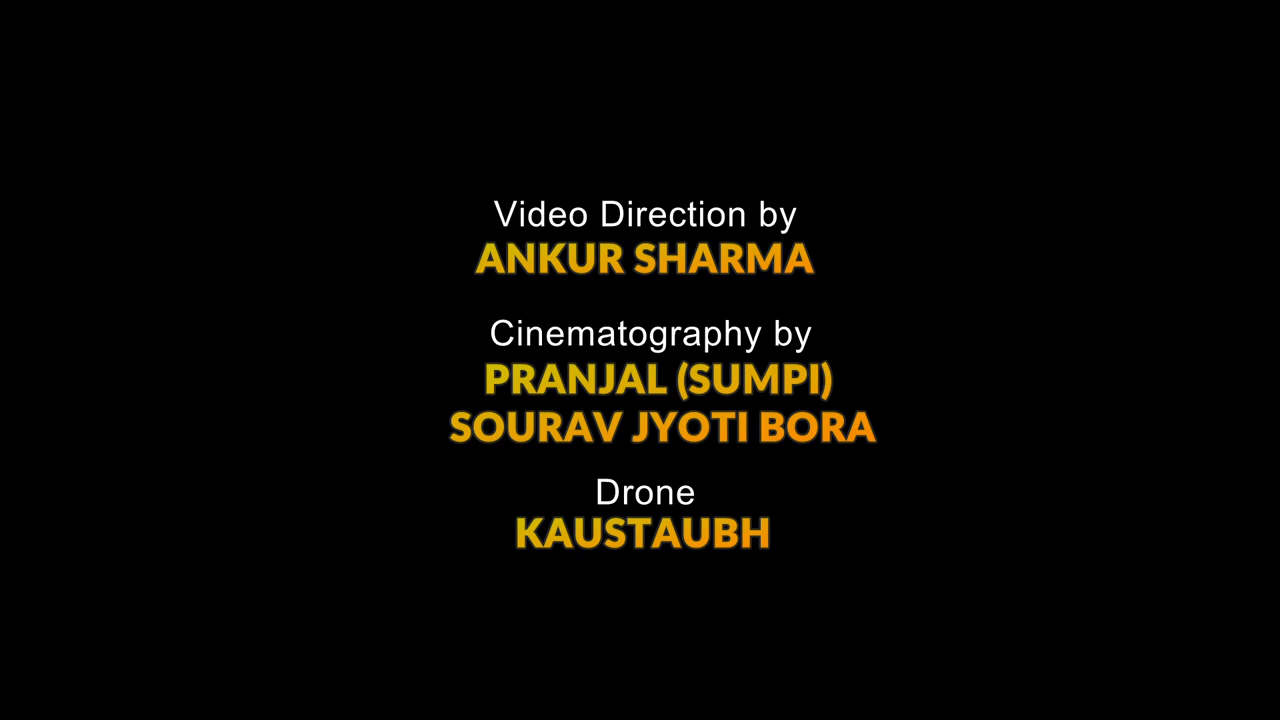 Video Direction by
ANKUR SHARMA
Cinematography by
PRANJAL (SUMPI)
SOURAV JYOTI BORA
Drone
KAUSTAUBH